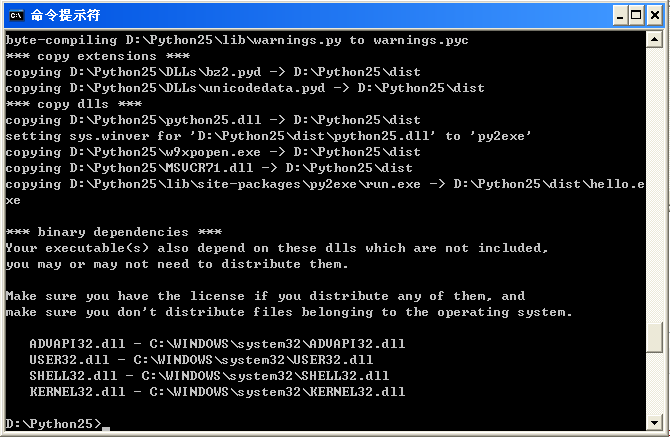 命令提示符
byte-compiling D:\Python25\lib\warnings.py to warnings.pyc
*** copy extensions ***
copying D:\Python25\DLLs\bz2.pyd -> D:\Python25\dist
copying D:\Python25\DLLs\unicodedata.pyd -> D:\Python25\dist
*** copy dlls ***
copying D:\Python25\python25.dll -> D:\Python25\dist
setting sys.winver for 'D:\Python25\dist\python25.dll' to 'py2exe'
copying D:\Python25\w9xpopen.exe -> D:\Python25\dist
copying D:\Python25\MSVCR71.dll -> D:\Python25\dist
copying D:\Python25\lib\site-packages\py2exe\run.exe -> D:\Python25\dist\hello.e
xe
*** binary dependencies ***
Your executable(s) also depend on these dlls which are not included,
you may or may not need to distribute them.
Make sure you have the license if you distribute any of them, and
make sure you don't distribute files belonging to the operating system.
ADVAPI32.dll - C:\WINDOWS\system32\ADVAPI32.dll
USER32.dll - C:\WINDOWS\system32\USER32.dll
SHELL32.dll - C:\WINDOWS\system32\SHELL32.dll
KERNEL32.dll - C:\WINDOWS\system32\KERNEL32.dll
D:\Python25>_